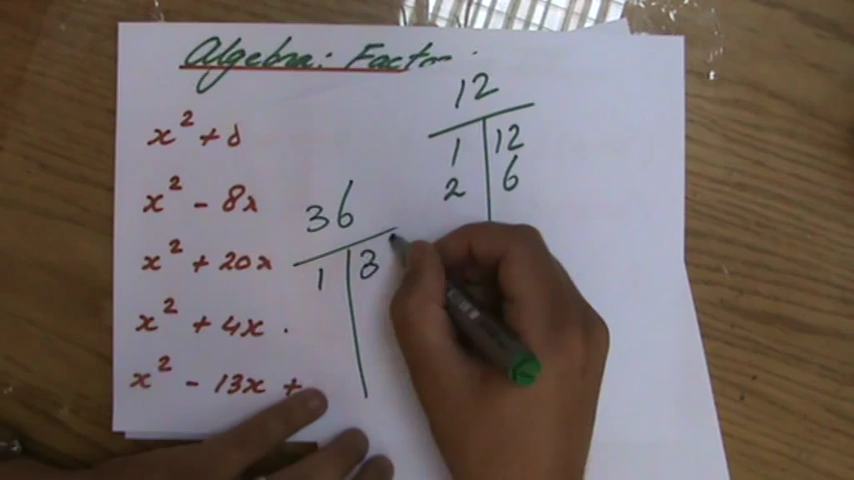 Algebra: Factor
12
x² + 8
1 12
2 6
x² - 8x
36
x² + 20x
1 3
x² + 4x
x² - 13x +